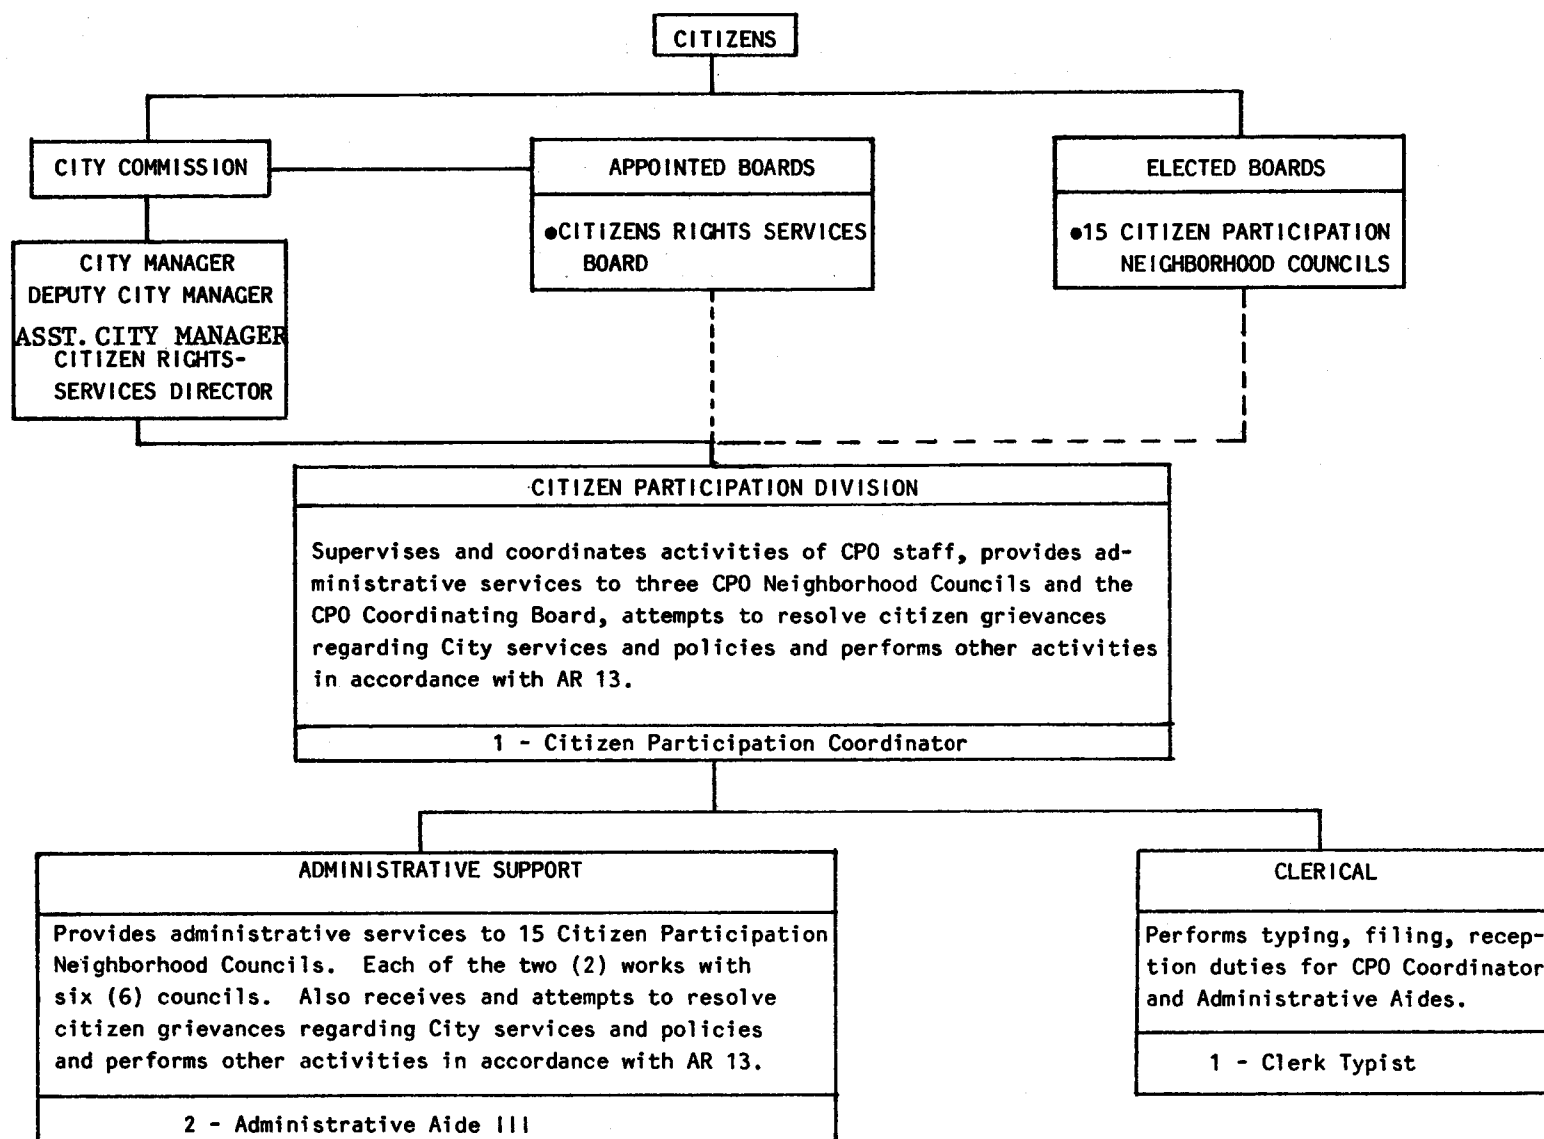 CITIZENS
CITY COMMISSION
APPOINTED BOARDS
●CITIZENS RIGHTS SERVICES
BOARD
ELECTED BOARDS
●15 CITIZEN PARTICIPATION
NEIGHBORHOOD COUNCILS
CITY MANAGER
DEPUTY CITY MANAGER
ASST. CITY MANAGER
CITIZEN RIGHTS-
SERVICES DIRECTOR
CITIZEN PARTICIPATION DIVISION
Supervises and coordinates activities of CPO staff, provides ad-
ministrative services to three CPO Neighborhood Councils and the
CPO Coordinating Board, attempts to resolve citizen grievances
regarding City services and policies and performs other activities
in accordance with AR 13.
1 - Citizen Participation Coordinator
ADMINISTRATIVE SUPPORT
Provides administrative services to 15 Citizen Participation
Neighborhood Councils. Each of the two (2) works with
six (6) councils. Also receives and attempts to resolve
citizen grievances regarding City services and policies
and performs other activities in accordance with AR 13.
2 - Administrative Aide III
CLERICAL
Performs typing, filing, recep-
tion duties for CPO Coordinator
and Administrative Aides.
1 - Clerk Typist